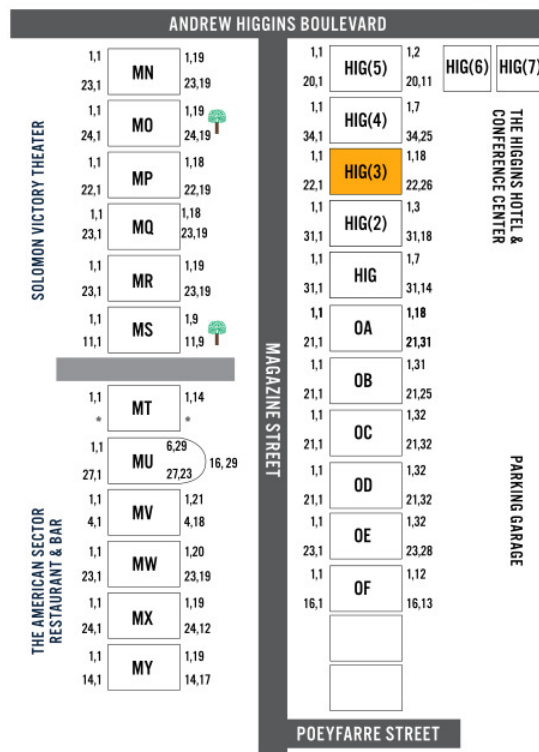 ANDREW HIGGINS BOULEVARD
SOLOMON VICTORY THEATER
1,1 MN 1,19
23,1 23,19
1,1 MO 1,19
24,1 24,19
1,1 MP 1,18
22,1 22,19
1,1 MQ 1,18
23,1 23,19
1,1 MR 1,19
23,1 23,19
1,1 MS 1,9
11,1 11,9
THE AMERICAN SECTOR
RESTAURANT & BAR
1,1 MT 1,14
* *
1,1 MU 6,29
27,1 27,23 16,29
1,1 MV 1,21
4,1 4,18
1,1 MW 1,20
23,1 23,19
1,1 MX 1,19
24,1 24,12
1,1 MY 1,19
14,1 14,17
MAGAZINE STREET
1,1 HIG(5) 1,2
20,1 20,11
HIG(6) HIG(7)
1,1 HIG(4) 1,7
34,1 34,25
1,1 HIG(3) 1,18
22,1 22,26
1,1 HIG(2) 1,3
31,1 31,18
1,1 HIG 1,7
31,1 31,14
1,1 OA 1,18
21,1 21,31
1,1 OB 1,31
21,1 21,25
1,1 OC 1,32
21,1 21,32
1,1 OD 1,32
21,1 21,32
1,1 OE 1,32
23,1 23,28
1,1 OF 1,12
16,1 16,13
THE HIGGINS HOTEL &
CONFERENCE CENTER
PARKING GARAGE
POEYFARRE STREET